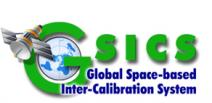 GSICS
Global Space-based
Inter-Calibration System